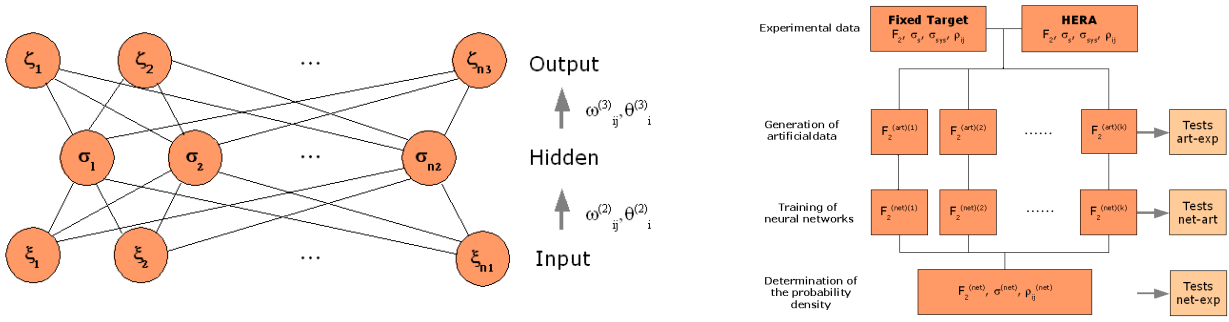 ζ1 ζ2 ... ζn3 Output
ω(3)ij,θ(3)i
σ1 σ2 ... σn2 Hidden
ω(2)ij,θ(2)i
ξ1 ξ2 ... ξn1 Input
Experimental data
Fixed Target
F2, σs, σsys, ρij
HERA
F2, σs, σsys, ρij
Generation of
artificialdata
F2(art)(1) F2(art)(2) ...... F2(art)(k)
Tests
art-exp
Training of
neural networks
F2(net)(1) F2(net)(2) ...... F2(net)(k)
Tests
net-art
Determination of
the probability
density
F2(net), σ(net), ρij(net)
Tests
net-exp